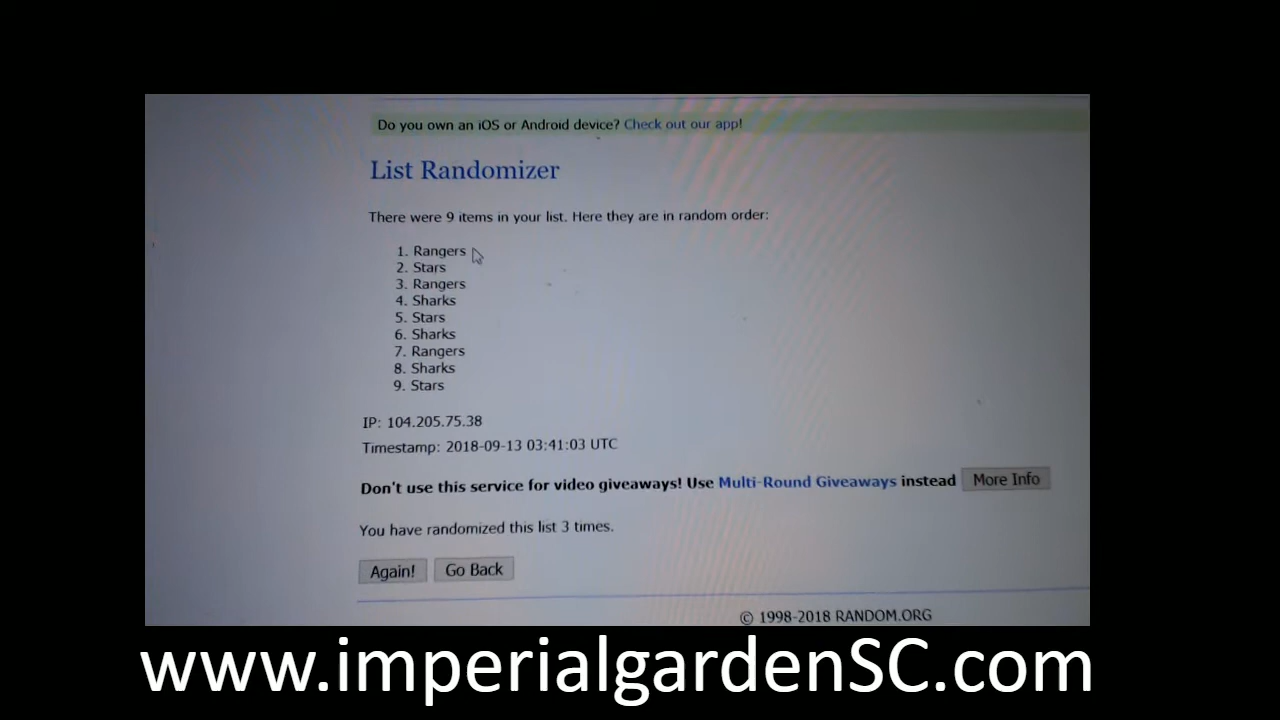 Do you own an iOS or Android device? Check out our app!
List Randomizer
There were 9 items in your list. Here they are in random order:
1. Rangers
2. Stars
3. Rangers
4. Sharks
5. Stars
6. Sharks
7. Rangers
8. Sharks
9. Stars
IP: 104.205.75.38
Timestamp: 2018-09-13 03:41:03 UTC
Don't use this service for video giveaways! Use Multi-Round Giveaways instead More Info
You have randomized this list 3 times.
Again! Go Back
© 1998-2018 RANDOM.ORG
www.imperialgardenSC.com